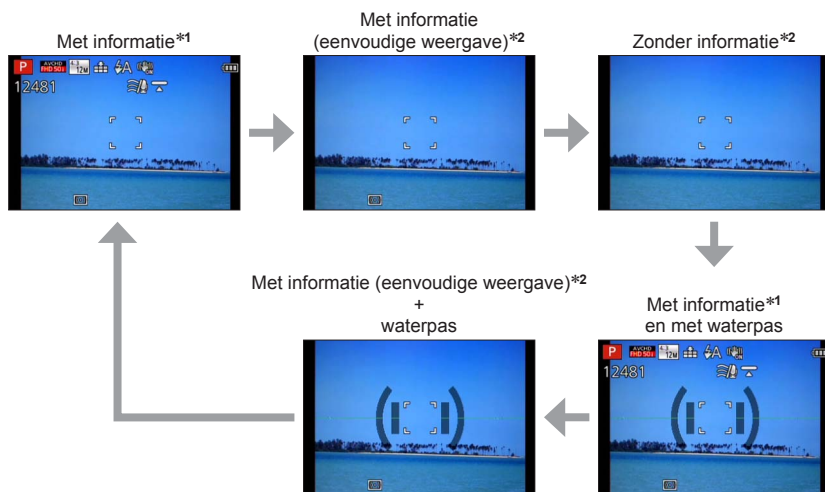 Met informatie*1
Met informatie
(eenvoudige weergave)*2
Zonder informatie*2
P AVCHD FHD 50i 4:3 12M A
12481
Met informatie (eenvoudige weergave)*2
+
waterpas
Met informatie*1
en met waterpas
P AVCHD FHD 50i 4:3 12M A
12481